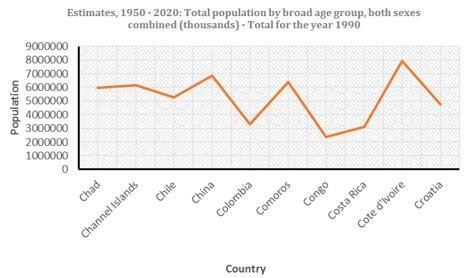 Estimates, 1950 - 2020: Total population by broad age group, both sexes
combined (thousands) - Total for the year 1990
Population
9000000
8000000
7000000
6000000
5000000
4000000
3000000
2000000
1000000
0
Chad
Channel Islands
Chile
China
Colombia
Comoros
Congo
Costa Rica
Cote d'Ivoire
Croatia
Country